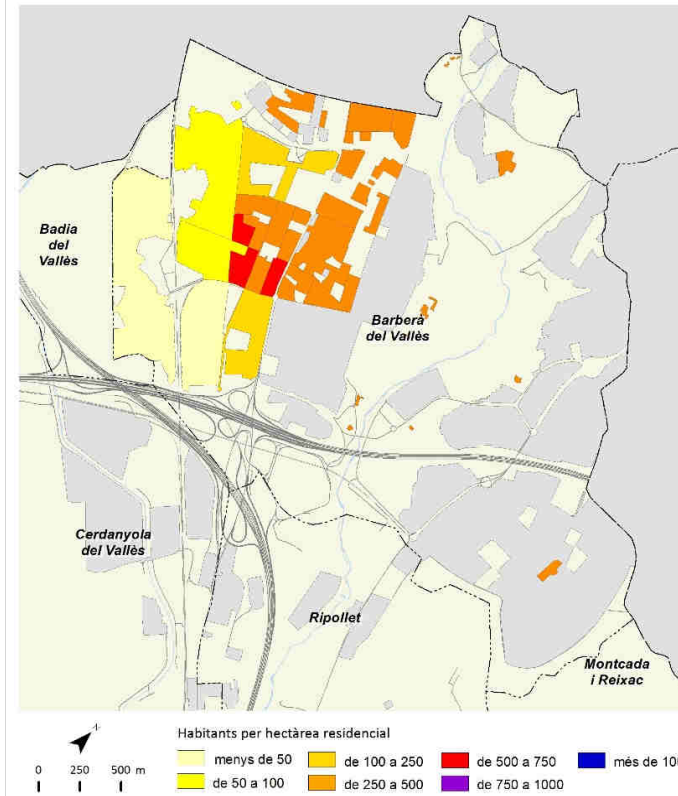 Badia
del
Vallès
Barberà
del Vallès
Cerdanyola
del Vallès
Ripollet
Montcada
i Reixac
Habitants per hectàrea residencial
menys de 50
de 100 a 250
de 500 a 750
més de 100
de 50 a 100
de 250 a 500
de 750 a 1000
0 250 500 m